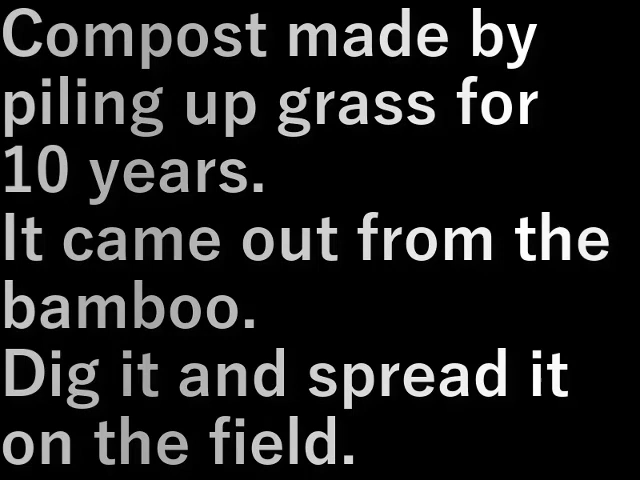 Compost made by
piling up grass for
10 years.
It came out from the
bamboo.
Dig it and spread it
on the field.